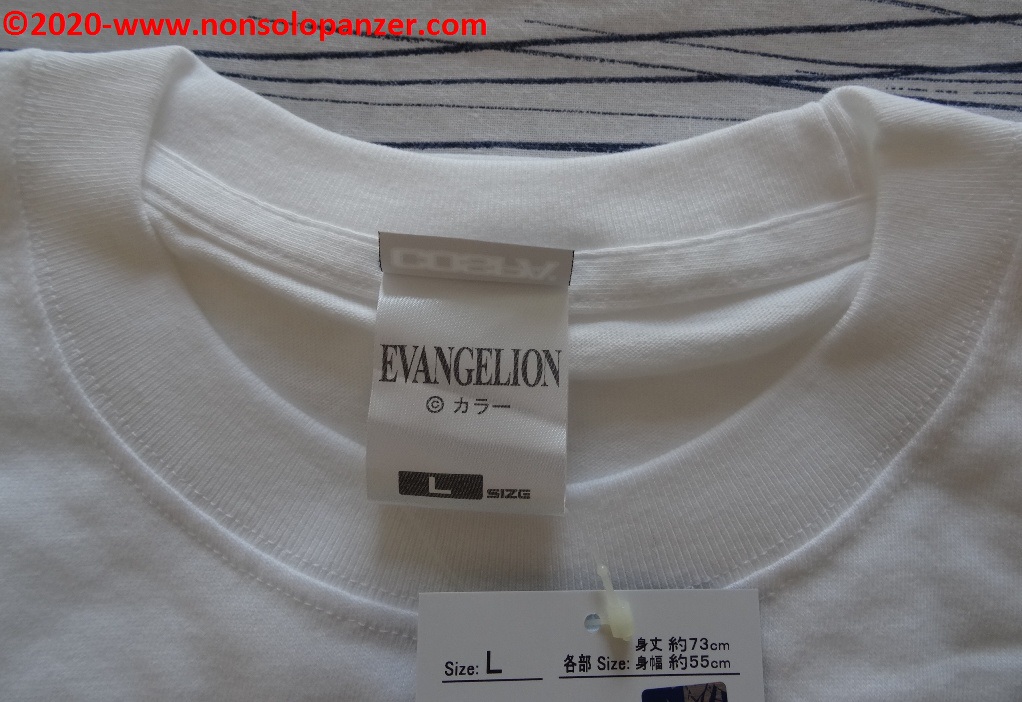 ©2020-www.nonsolopanzer.com
COSPA
EVANGELION
© カラー
L SIZE
Size: L
各部 Size: 身丈 約73cm
身幅 約55cm